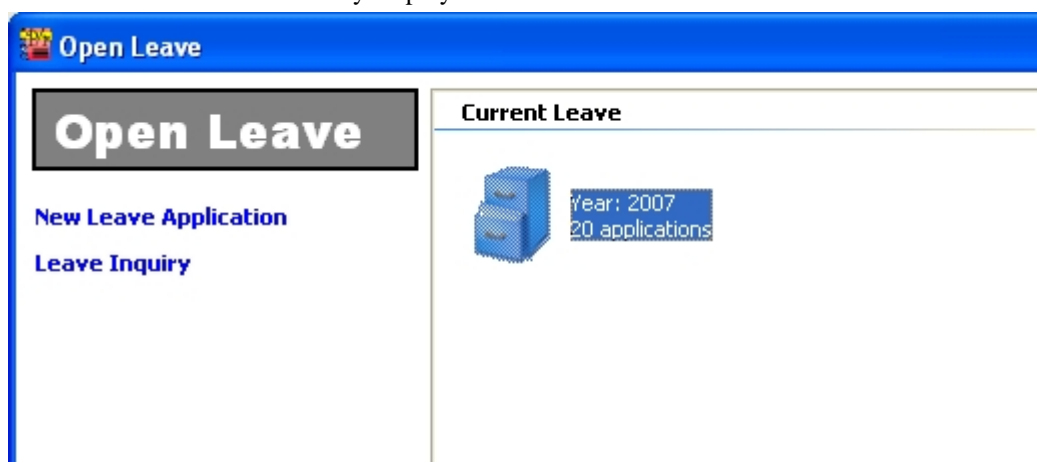 Open Leave
Open Leave
New Leave Application
Leave Inquiry
Current Leave
Year: 2007
20 applications